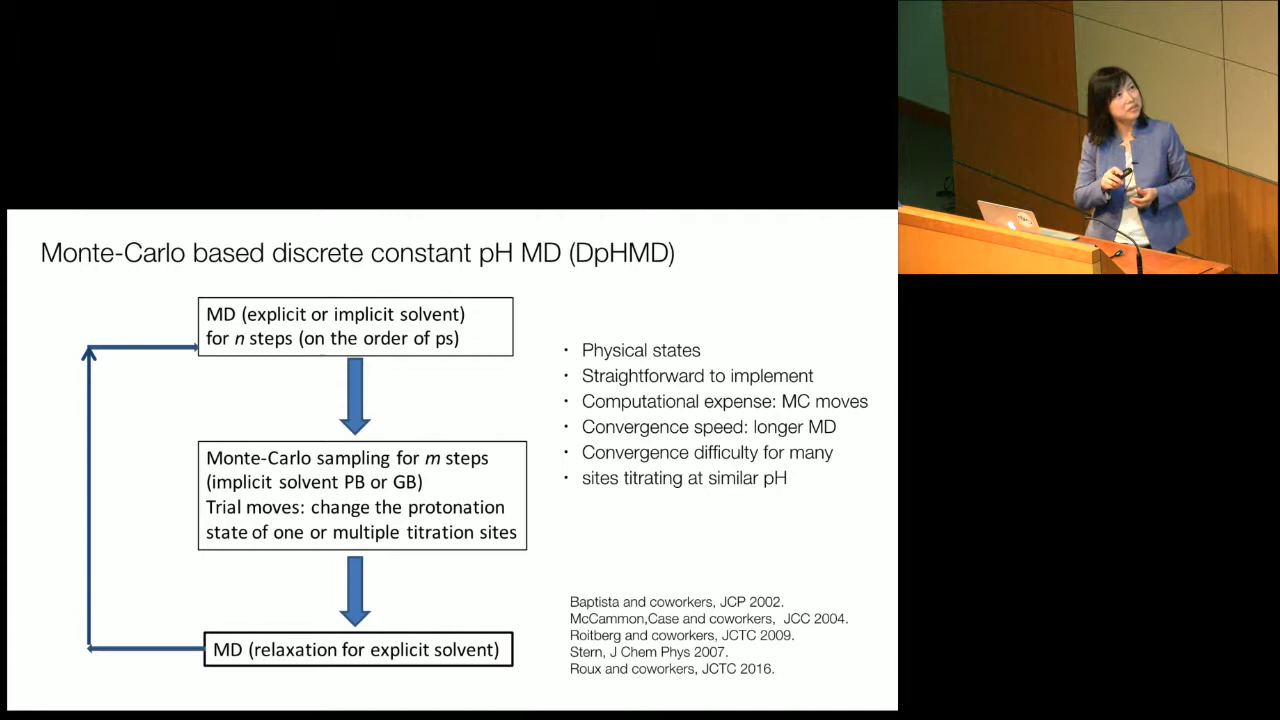 Monte-Carlo based discrete constant pH MD (DpHMD)
MD (explicit or implicit solvent)
for n steps (on the order of ps)
Monte-Carlo sampling for m steps
(implicit solvent PB or GB)
Trial moves: change the protonation
state of one or multiple titration sites
MD (relaxation for explicit solvent)
• Physical states
• Straightforward to implement
• Computational expense: MC moves
• Convergence speed: longer MD
• Convergence difficulty for many
• sites titrating at similar pH
Baptista and coworkers, JCP 2002.
McCammon,Case and coworkers, JCC 2004.
Roitberg and coworkers, JCTC 2009.
Stern, J Chem Phys 2007.
Roux and coworkers, JCTC 2016.